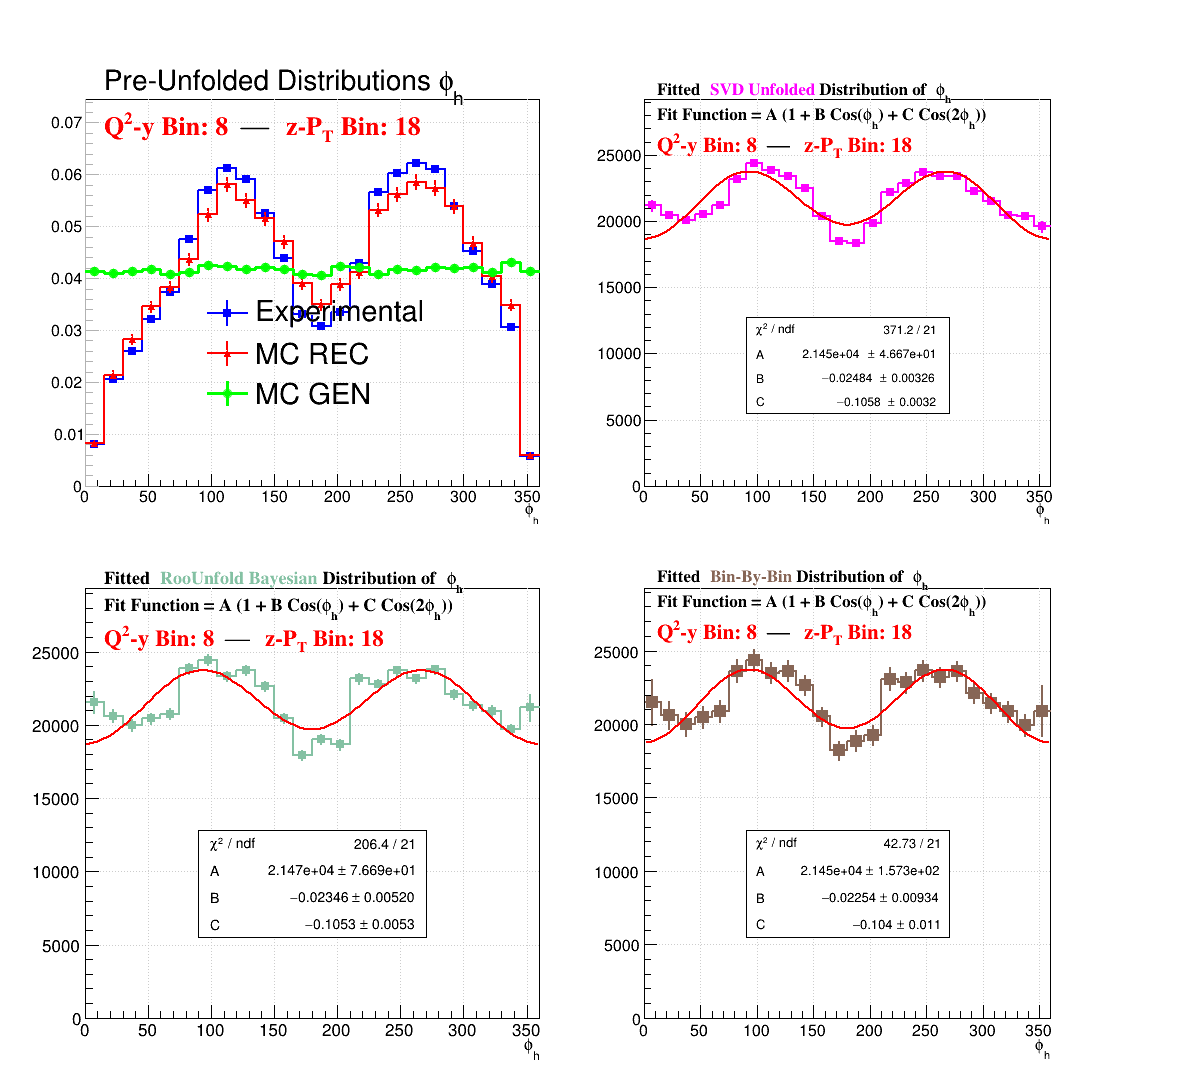 Pre-Unfolded Distributions ϕh
Q²-y Bin: 8 — z-PT Bin: 18
0.07
0.06
0.05
0.04
0.03
0.02
0.01
0
Experimental
MC REC
MC GEN
0 50 100 150 200 250 300 350
ϕh
Fitted SVD Unfolded Distribution of ϕh
Fit Function = A (1 + B Cos(ϕh) + C Cos(2ϕh))
Q²-y Bin: 8 — z-PT Bin: 18
25000
20000
15000
10000
5000
0
χ² / ndf 371.2 / 21
A 2.145e+04 ± 4.667e+01
B −0.02484 ± 0.00326
C −0.1058 ± 0.0032
0 50 100 150 200 250 300 350
ϕh
Fitted RooUnfold Bayesian Distribution of ϕh
Fit Function = A (1 + B Cos(ϕh) + C Cos(2ϕh))
Q²-y Bin: 8 — z-PT Bin: 18
25000
20000
15000
10000
5000
0
χ² / ndf 206.4 / 21
A 2.147e+04 ± 7.669e+01
B −0.02346 ± 0.00520
C −0.1053 ± 0.0053
0 50 100 150 200 250 300 350
ϕh
Fitted Bin-By-Bin Distribution of ϕh
Fit Function = A (1 + B Cos(ϕh) + C Cos(2ϕh))
Q²-y Bin: 8 — z-PT Bin: 18
25000
20000
15000
10000
5000
0
χ² / ndf 42.73 / 21
A 2.145e+04 ± 1.573e+02
B −0.02254 ± 0.00934
C −0.104 ± 0.011
0 50 100 150 200 250 300 350
ϕh